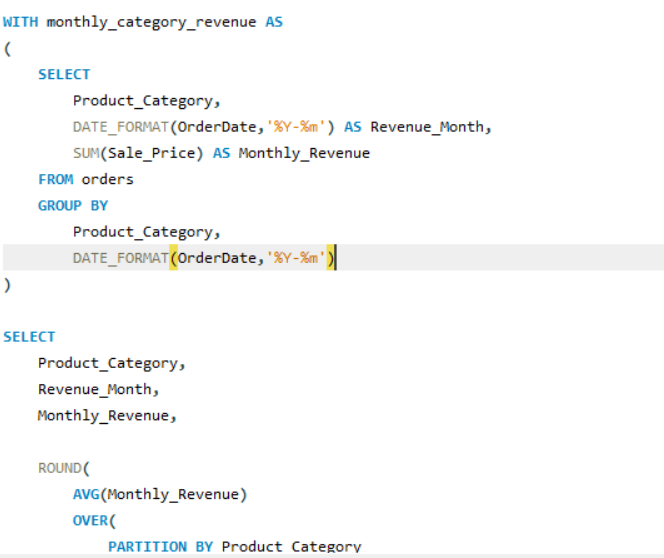 WITH monthly_category_revenue AS
(
    SELECT
        Product_Category,
        DATE_FORMAT(OrderDate,'%Y-%m') AS Revenue_Month,
        SUM(Sale_Price) AS Monthly_Revenue
    FROM orders
    GROUP BY
        Product_Category,
        DATE_FORMAT(OrderDate,'%Y-%m')
)
SELECT
    Product_Category,
    Revenue_Month,
    Monthly_Revenue,
    ROUND(
        AVG(Monthly_Revenue)
        OVER(
            PARTITION BY Product_Category